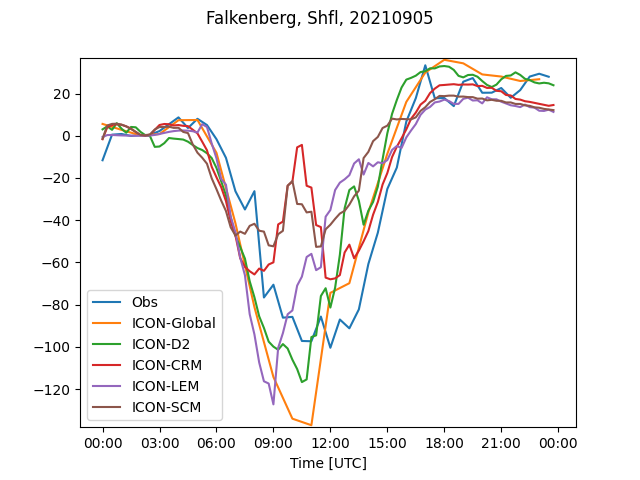 Falkenberg, Shfl, 20210905
20
0
−20
−40
−60
−80
−100
−120
Obs
ICON-Global
ICON-D2
ICON-CRM
ICON-LEM
ICON-SCM
00:00 03:00 06:00 09:00 12:00 15:00 18:00 21:00 00:00
Time [UTC]